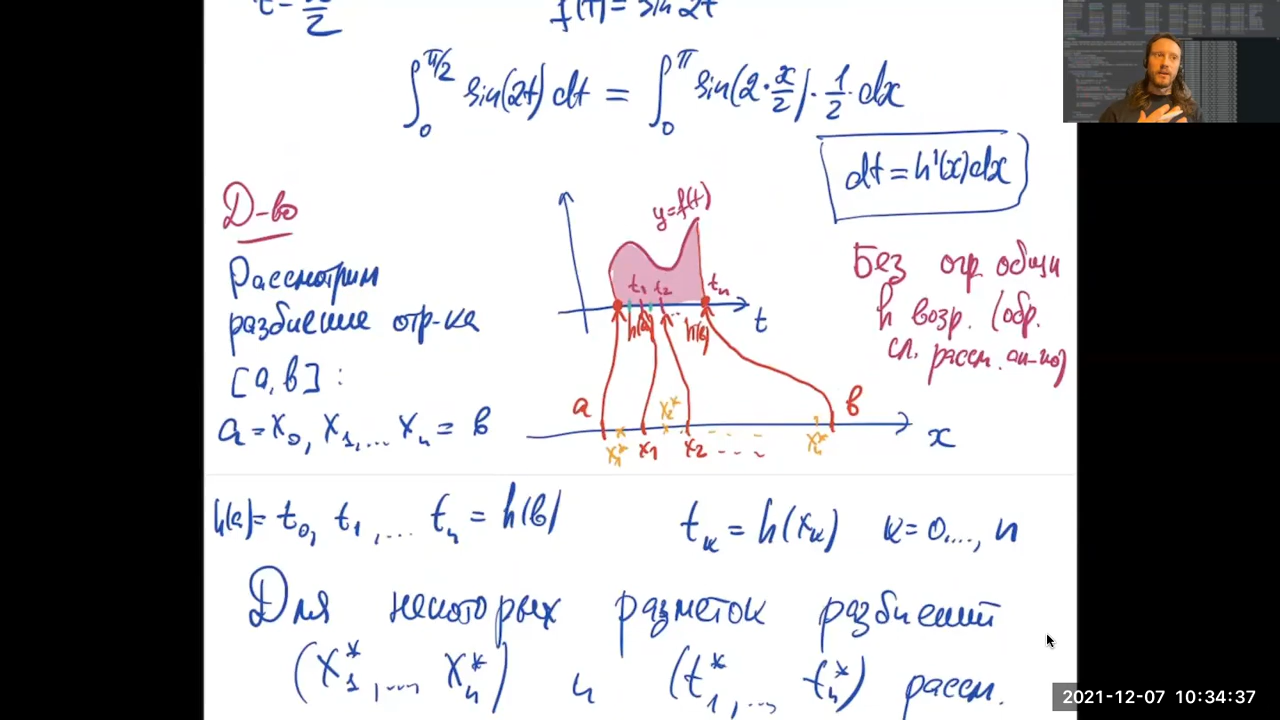 t = x/2    f(t) = sin 2t
∫₀^{π/2} sin(2t) dt = ∫₀^π sin(2·x/2)·1/2·dx
dt = h'(x)dx
Д-во
Рассмотрим
разбиение отр-ка
[a,b]:
a = x₀, x₁,... xₙ = b
y=f(t)
t₁ t₂ tₙ
h(a) ... h(b) t
a x₂* b
x₁* x₁ x₂ ... xₙ* x
Без огр общн
h возр. (обр.
сл. рассм. ан-но)
h(a)= t₀, t₁,... tₙ = h(b)    tₖ = h(xₖ)    k=0,..., n
Для некоторых разметок разбиений
(x₁*,..., xₙ*) и (t₁*,..., tₙ*) рассм.
2021-12-07 10:34:37